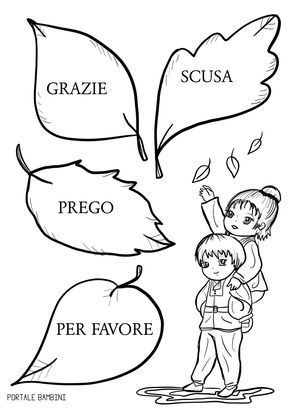 GRAZIE
SCUSA
PREGO
PER FAVORE
PORTALE BAMBINI